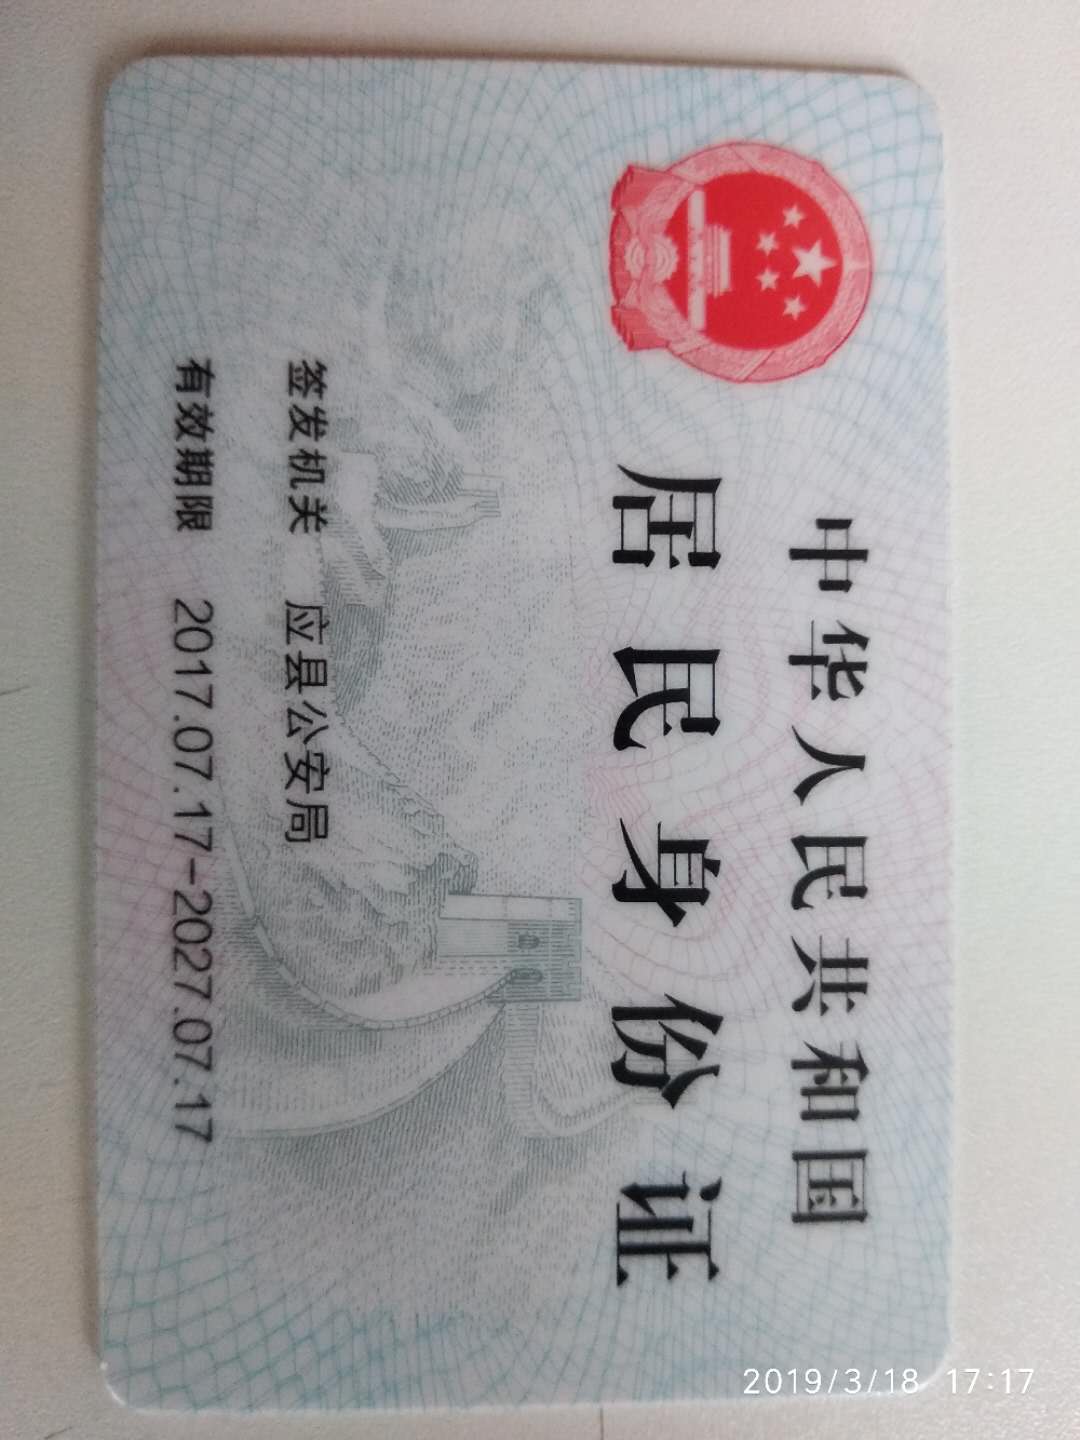 中华人民共和国
居民身份证
签发机关 应县公安局
有效期限 2017.07.17-2027.07.17
2019/3/18 17:17